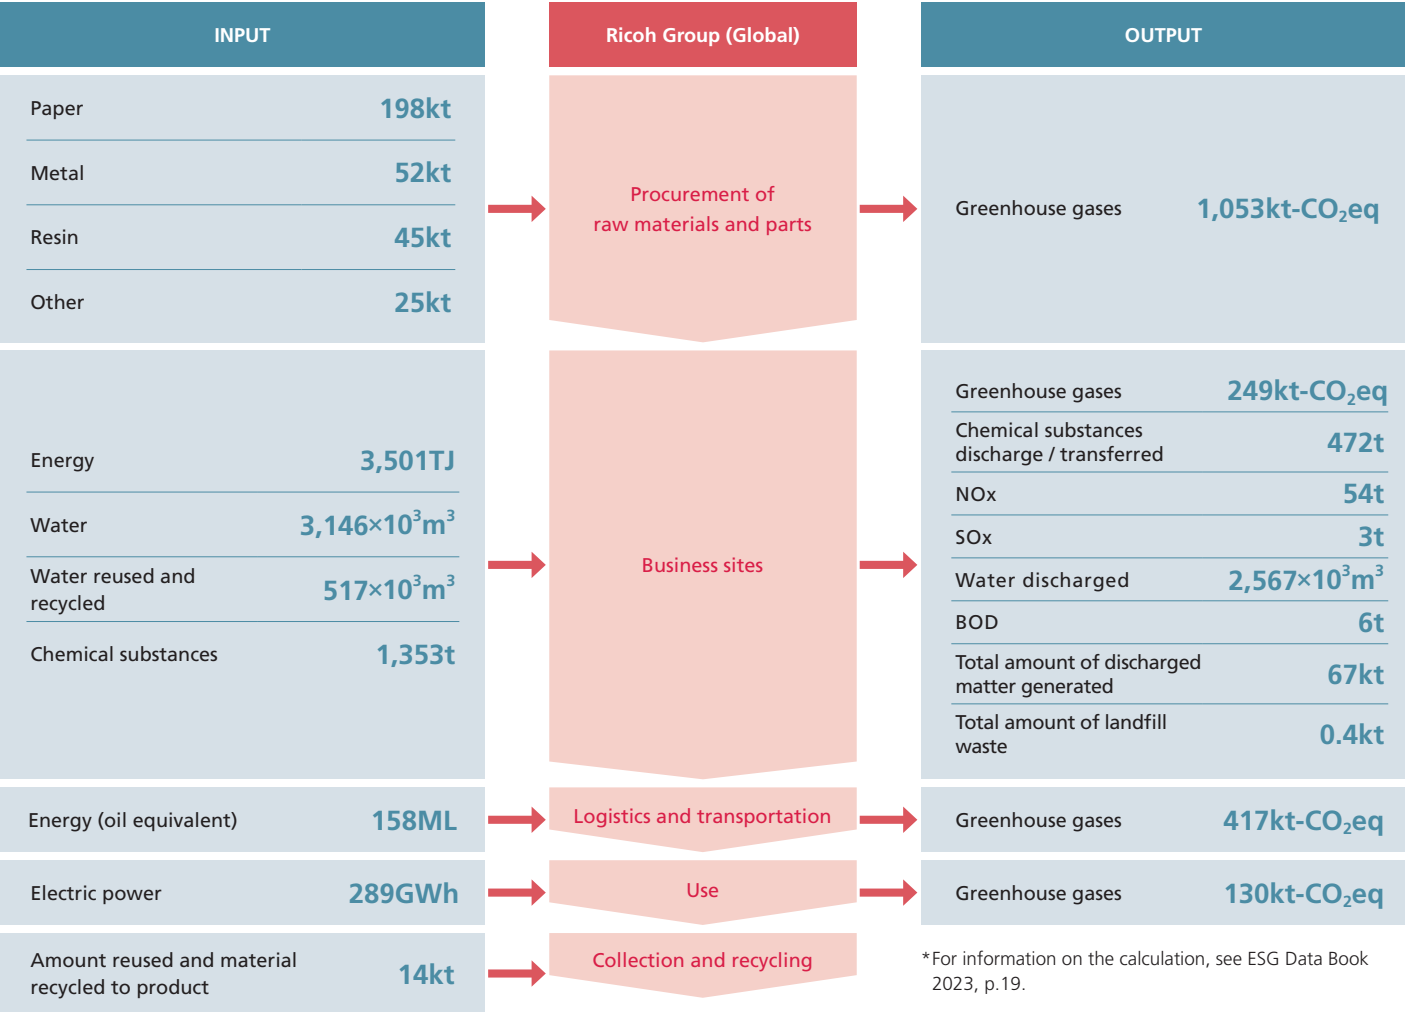 INPUT
Ricoh Group (Global)
OUTPUT
Paper 198kt
Metal 52kt
Resin 45kt
Other 25kt
Procurement of
raw materials and parts
Greenhouse gases 1,053kt-CO₂eq
Energy 3,501TJ
Water 3,146×10³m³
Water reused and
recycled 517×10³m³
Chemical substances 1,353t
Business sites
Greenhouse gases 249kt-CO₂eq
Chemical substances
discharge / transferred 472t
NOx 54t
SOx 3t
Water discharged 2,567×10³m³
BOD 6t
Total amount of discharged
matter generated 67kt
Total amount of landfill
waste 0.4kt
Energy (oil equivalent) 158ML
Logistics and transportation
Greenhouse gases 417kt-CO₂eq
Electric power 289GWh
Use
Greenhouse gases 130kt-CO₂eq
Amount reused and material
recycled to product 14kt
Collection and recycling
*For information on the calculation, see ESG Data Book
2023, p.19.